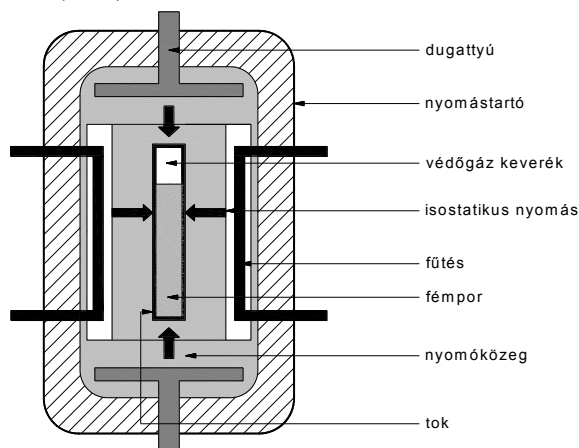 dugattyú
nyomástartó
védőgáz keverék
isostatikus nyomás
fűtés
fémpor
nyomóközeg
tok